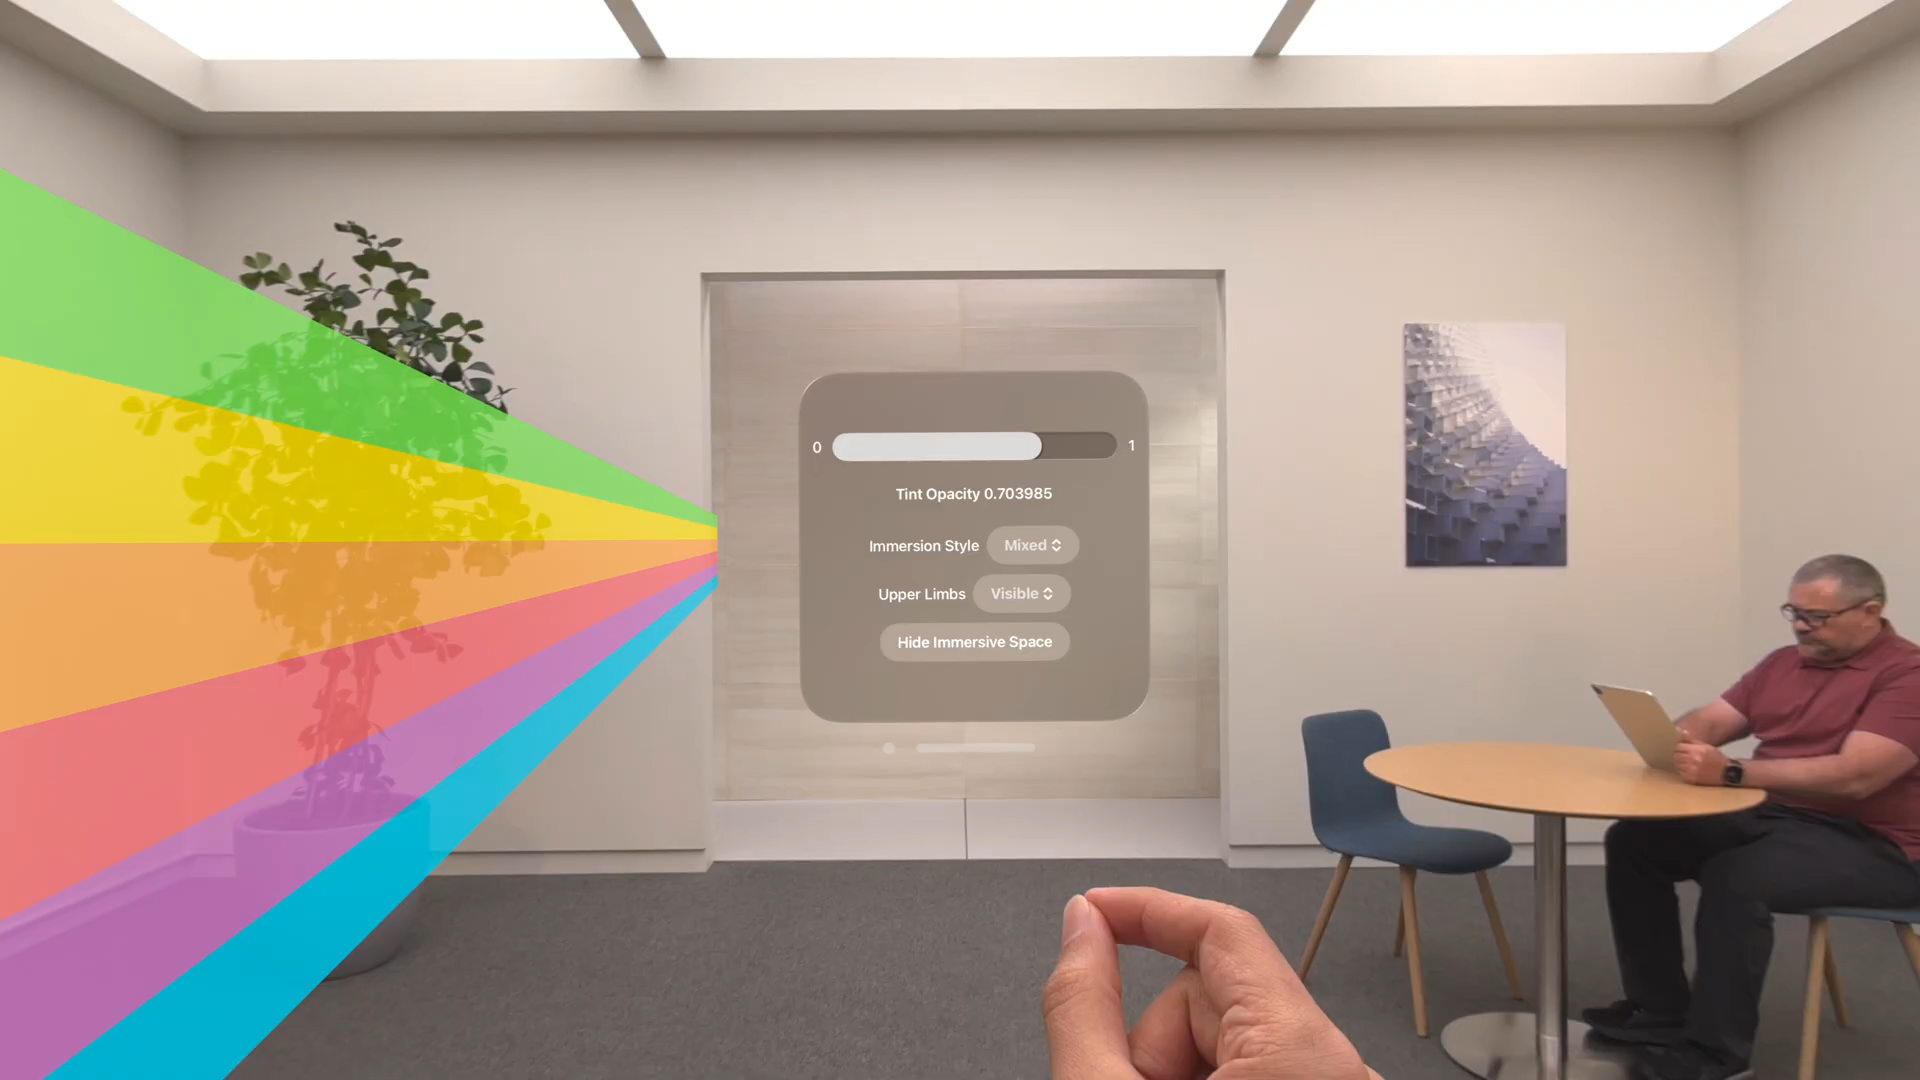 0 1
Tint Opacity 0.703985
Immersion Style Mixed
Upper Limbs Visible
Hide Immersive Space